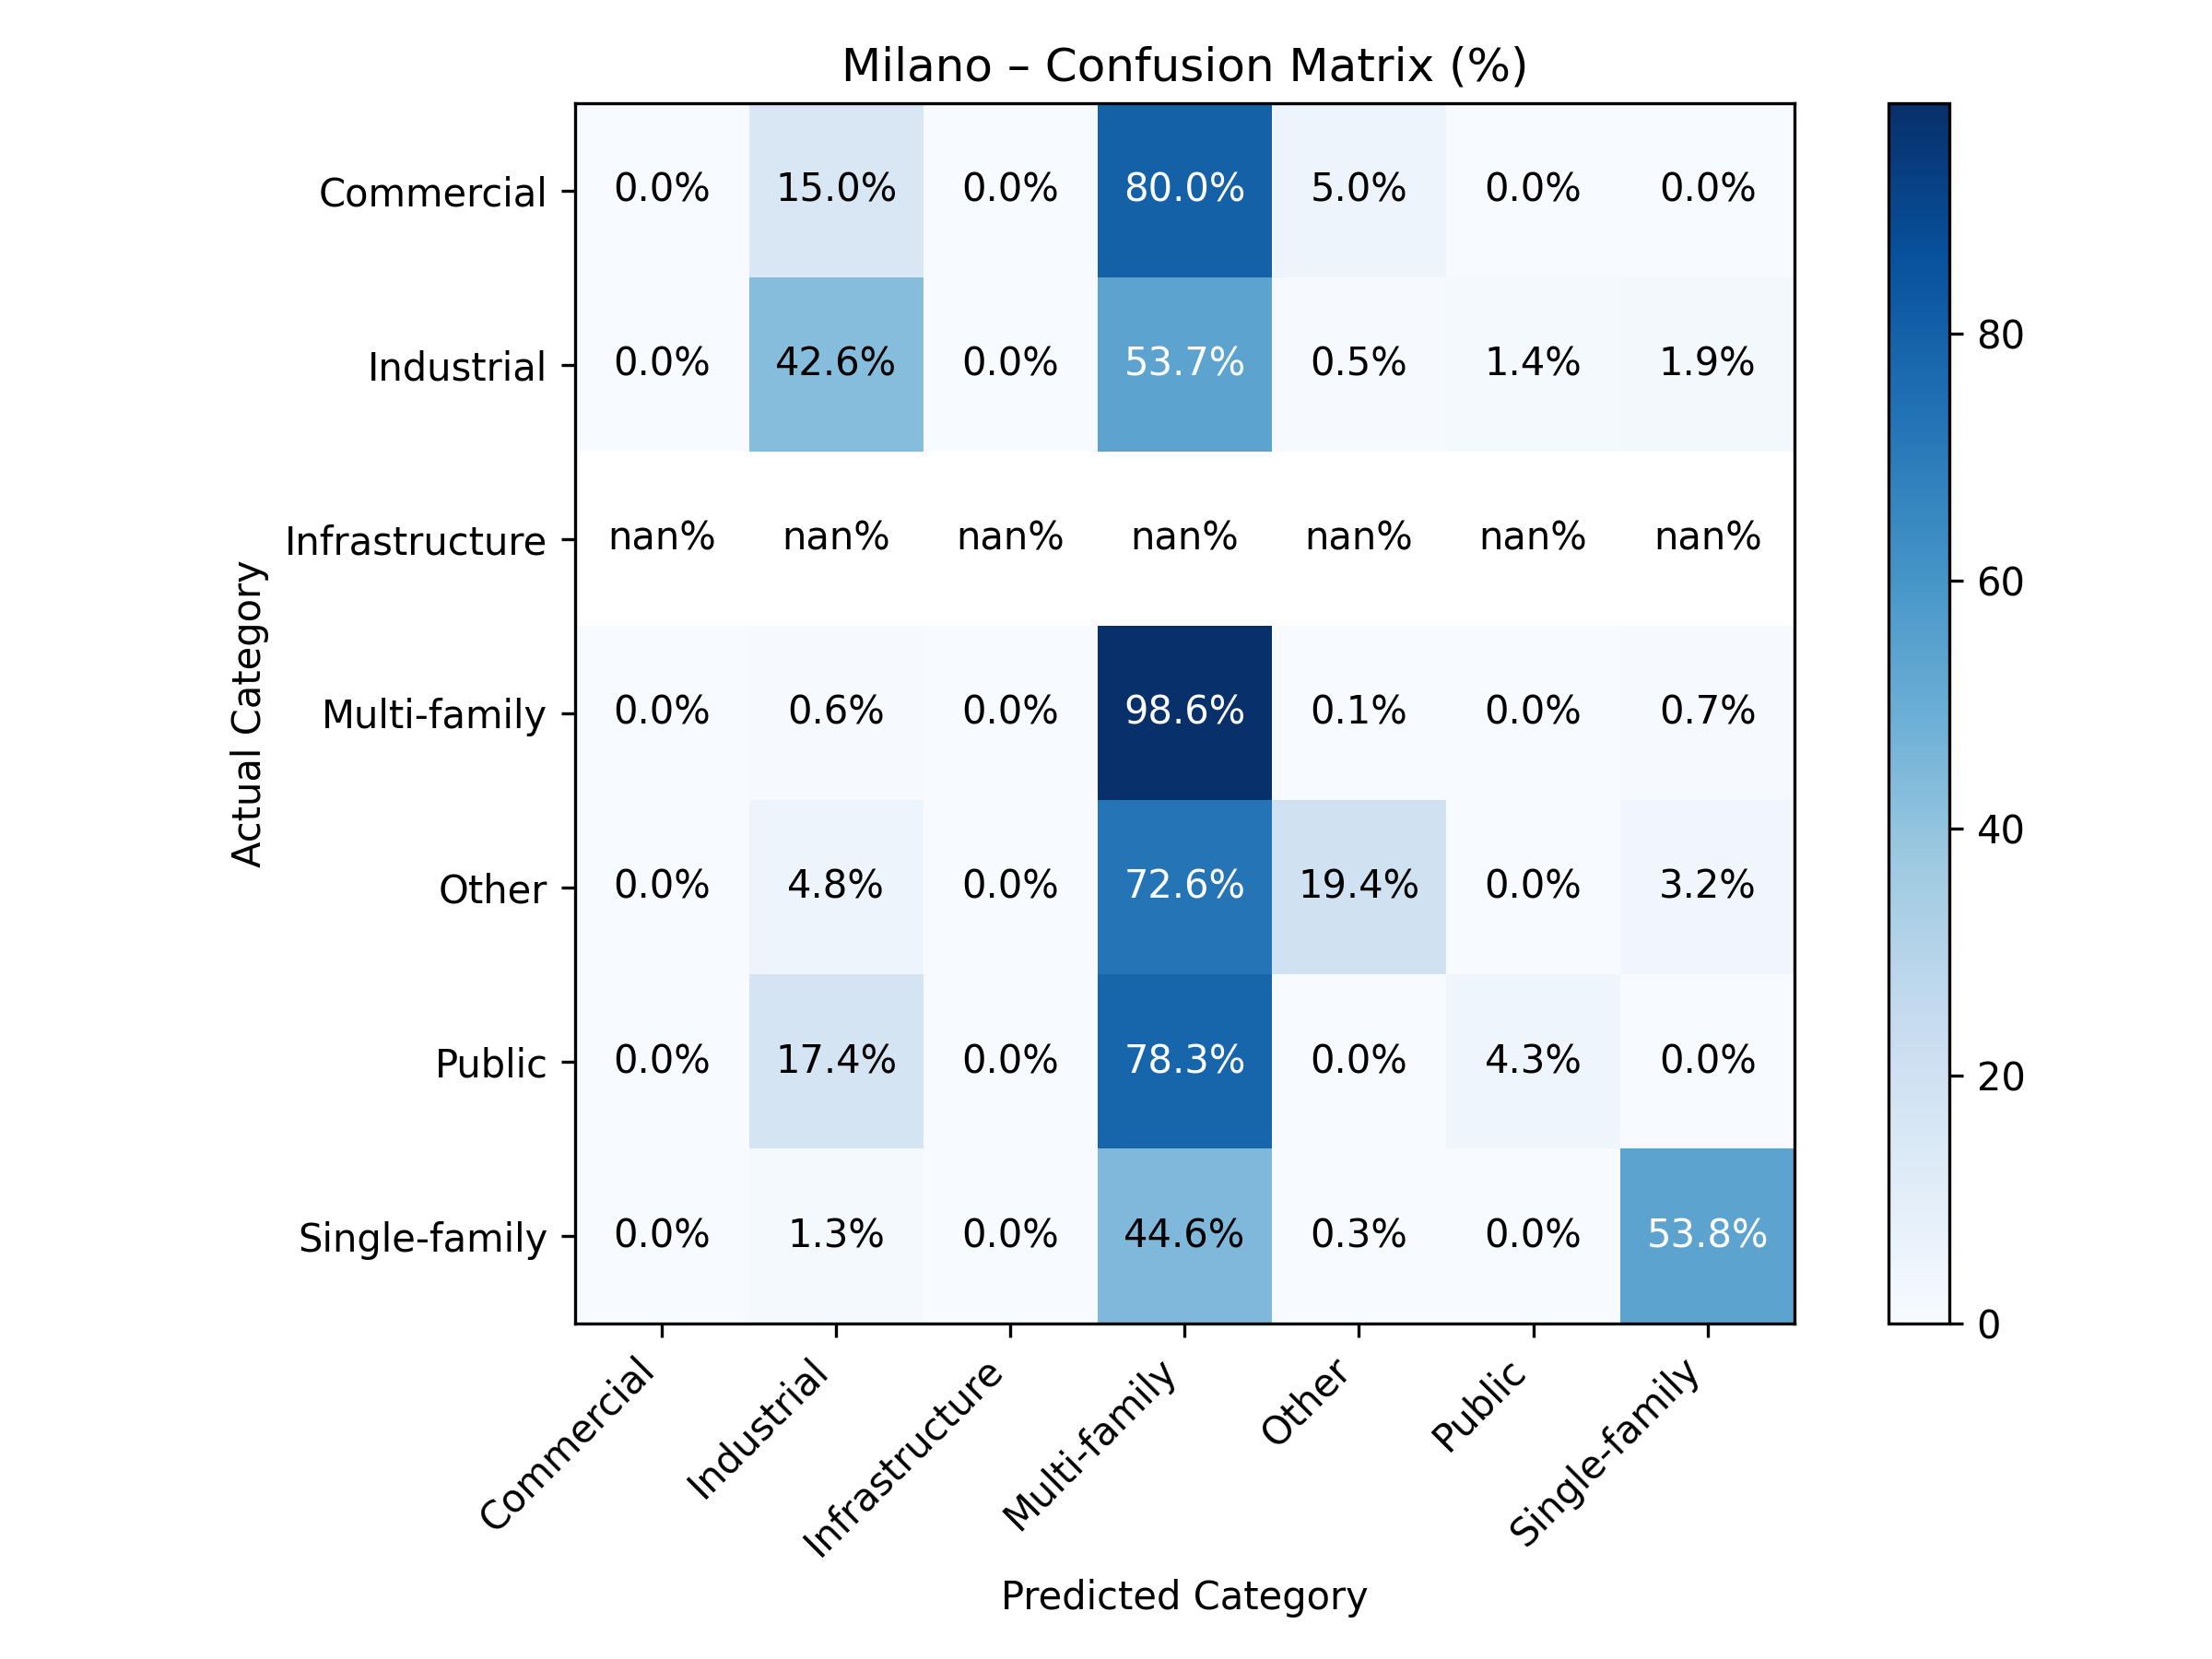 Milano – Confusion Matrix (%)
Commercial 0.0% 15.0% 0.0% 80.0% 5.0% 0.0% 0.0%
Industrial 0.0% 42.6% 0.0% 53.7% 0.5% 1.4% 1.9%
Infrastructure nan% nan% nan% nan% nan% nan% nan%
Multi-family 0.0% 0.6% 0.0% 98.6% 0.1% 0.0% 0.7%
Other 0.0% 4.8% 0.0% 72.6% 19.4% 0.0% 3.2%
Public 0.0% 17.4% 0.0% 78.3% 0.0% 4.3% 0.0%
Single-family 0.0% 1.3% 0.0% 44.6% 0.3% 0.0% 53.8%
Actual Category
Commercial
Industrial
Infrastructure
Multi-family
Other
Public
Single-family
Predicted Category
80
60
40
20
0